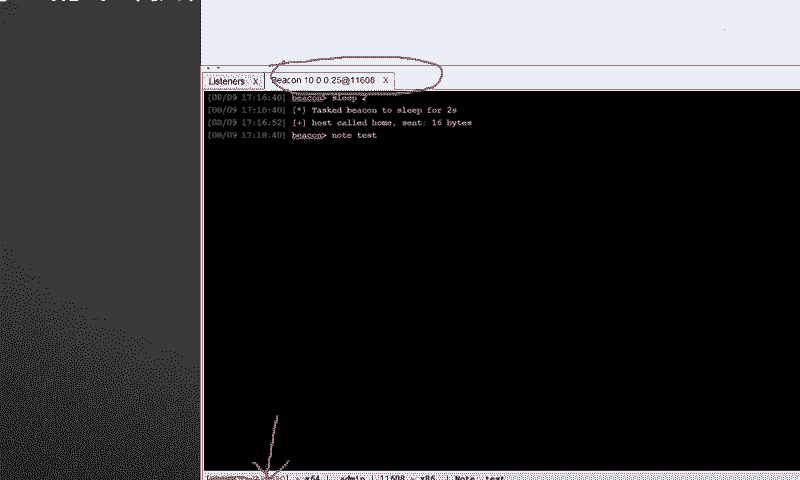 Listeners X Beacon 10.0.0.25@11608 X
[08/09 17:16:40] beacon> sleep 2
[08/09 17:16:40] [*] Tasked beacon to sleep for 2s
[08/09 17:16:52] [+] host called home, sent: 16 bytes
[08/09 17:18:40] beacon> note test
x64 | admin | 11608 - x86 | Note: test